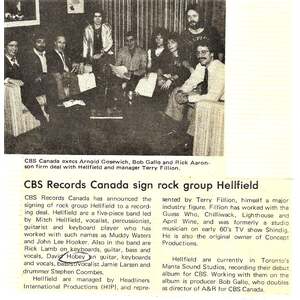 CBS Canada execs Arnold Gosewich, Bob Gallo and Rick Aaron-
son firm deal with Hellfield and manager Terry Fillion.
CBS Records Canada sign rock group Hellfield
CBS Records Canada has announced the
signing of rock group Hellfield to a record-
ing deal. Hellfield are a five-piece band led
by Mitch Hellfield, vocalist, percussionist,
guitarist and keyboard player who has
worked with such names as Muddy Waters
and John Lee Hooker. Also in the band are
Rick Lamb on keyboards, guitar, bass and
vocals, David Hobey on guitar, keyboards
and vocals, bassist/vocalist Jamie Larsen and
drummer Stephen Coombes.
Hellfield are managed by Headliners
International Productions (HIP), and repre-
sented by Terry Fillion, himself a major
industry figure. Fillion has worked with the
Guess Who, Chilliwack, Lighthouse and
April Wine, and was formerly a studio
musician on early 60's TV show Shindig.
He is also the original owner of Concept
Productions.
Hellfield are currently in Toronto's
Manta Sound Studios, recording their debut
album for CBS. Working with them on the
album is producer Bob Gallo, who doubles
as director of A&R for CBS Canada.